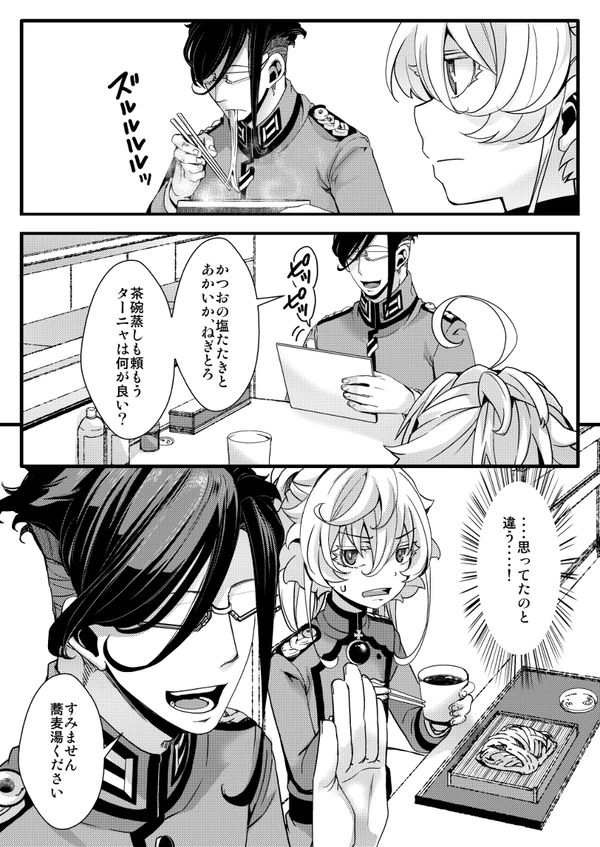 ズルルルルッ
ピッ
ピッ
かつおの塩たたきと
あかいか、ねぎとろ
茶碗蒸しも頼もう
ターニャは何が良い？
・・・思ってたのと
違う・・・・！
すみません
蕎麦湯ください